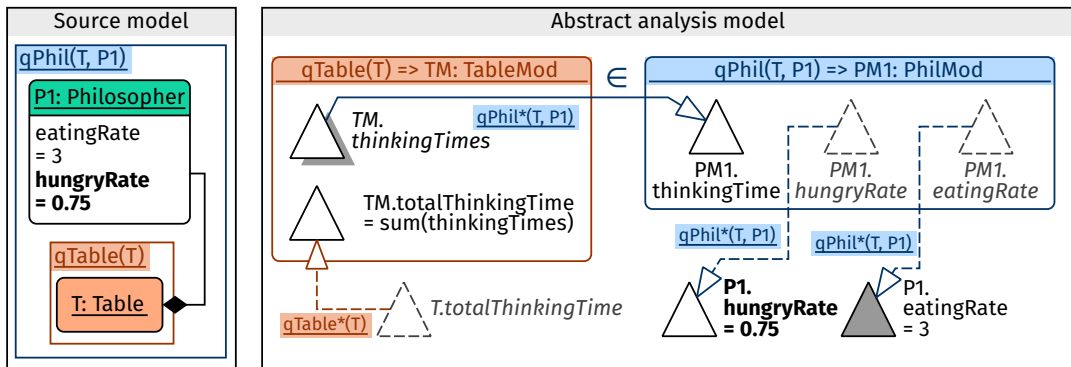 Source model
qPhil(T, P1)
P1: Philosopher
eatingRate
= 3
hungryRate
= 0.75
qTable(T)
T: Table
Abstract analysis model
qTable(T) => TM: TableMod
TM.
thinkingTimes
qPhil*(T, P1)
TM.totalThinkingTime
= sum(thinkingTimes)
∈
qPhil(T, P1) => PM1: PhilMod
PM1.
thinkingTime
PM1.
hungryRate
PM1.
eatingRate
qTable*(T)
T.totalThinkingTime
qPhil*(T, P1)
qPhil*(T, P1)
P1.
hungryRate
= 0.75
P1.
eatingRate
= 3